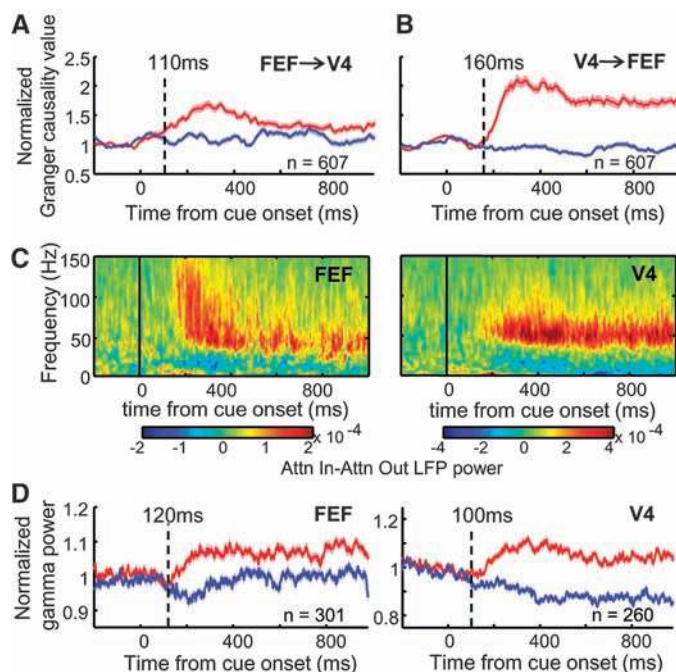 A
B
110ms
FEF→V4
160ms
V4→FEF
Normalized
Granger causality value
2.5
2
1.5
1
0.5
n = 607
n = 607
0 400 800
0 400 800
Time from cue onset (ms)
Time from cue onset (ms)
C
Frequency (Hz)
150
100
50
0
FEF
V4
0 400 800
0 400 800
time from cue onset (ms)
time from cue onset (ms)
-2 -1 0 1 2 x 10-4
-4 -2 0 2 4 x 10-4
Attn In-Attn Out LFP power
D
Normalized
gamma power
1.2
1.1
1
0.9
120ms
FEF
n = 301
1.2
1
0.8
100ms
V4
n = 260
0 400 800
0 400 800
Time from cue onset (ms)
Time from cue onset (ms)